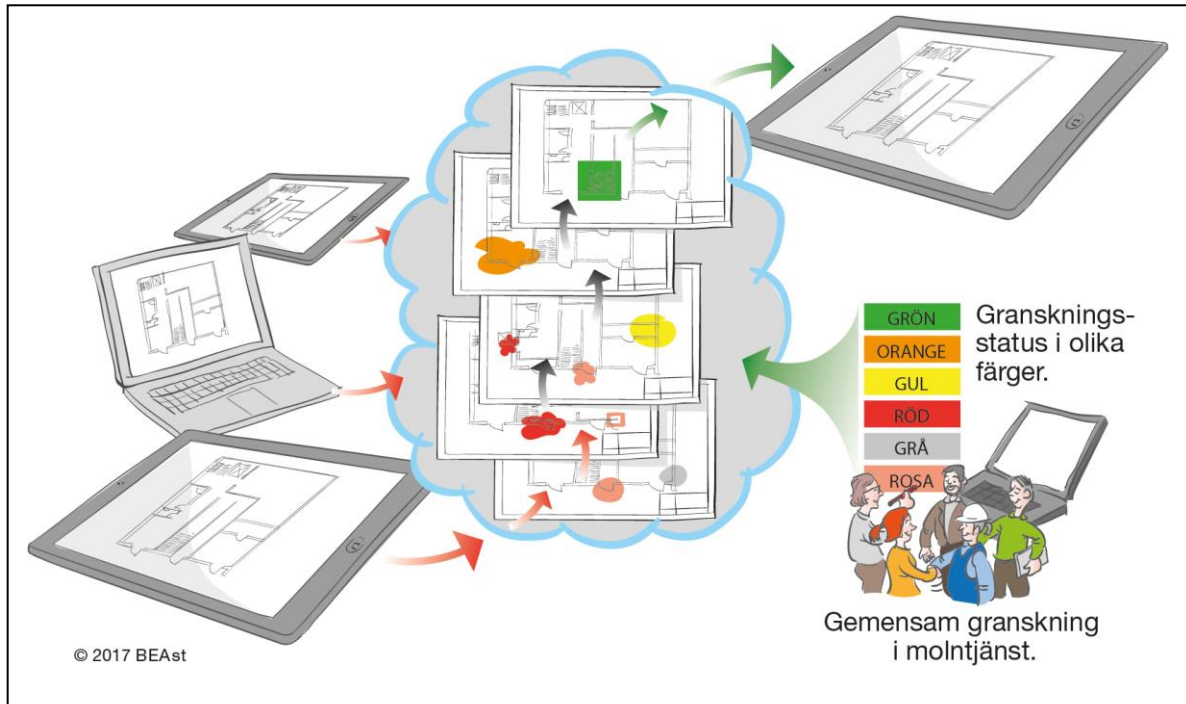 GRÖN
ORANGE
GUL
RÖD
GRÅ
ROSA
Gransknings-
status i olika
färger.
Gemensam granskning
i molntjänst.
© 2017 BEAst